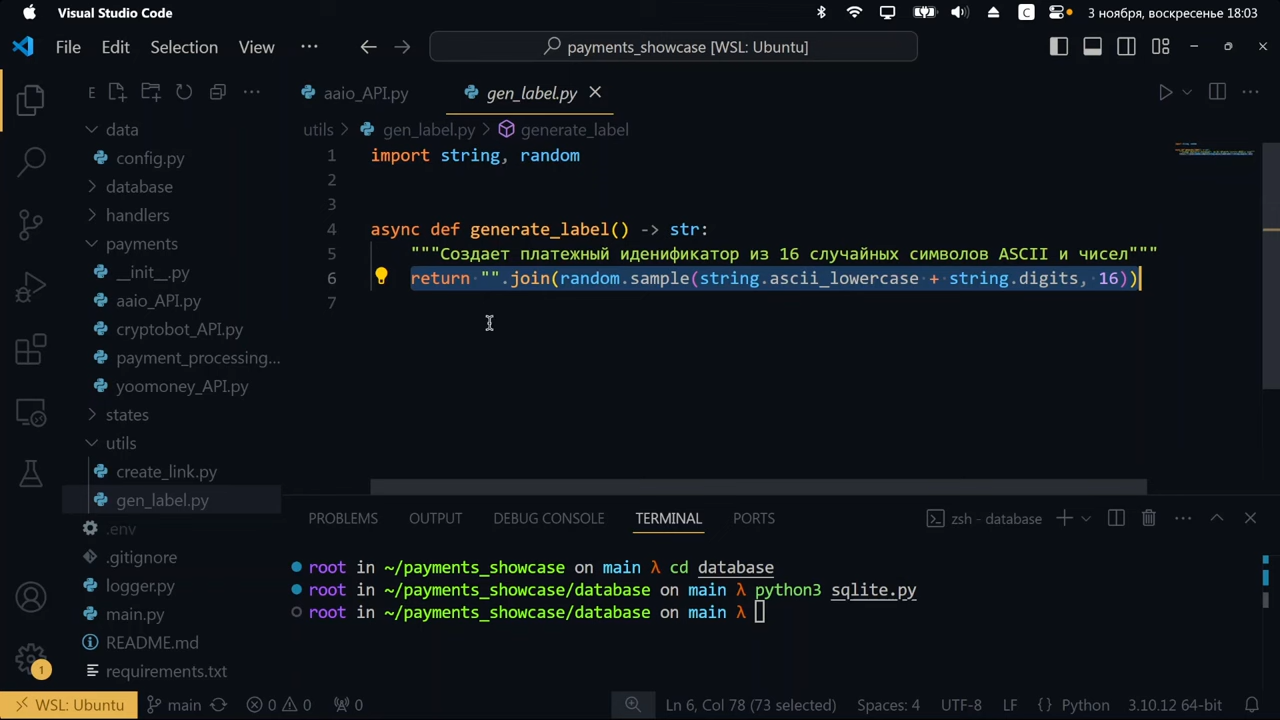 Visual Studio Code
C
3 ноября, воскресенье 18:03
File Edit Selection View ···
payments_showcase [WSL: Ubuntu]
E
aaio_API.py
gen_label.py
utils > gen_label.py > generate_label
data
config.py
database
handlers
payments
__init__.py
aaio_API.py
cryptobot_API.py
payment_processing...
yoomoney_API.py
states
utils
create_link.py
gen_label.py
.env
.gitignore
logger.py
main.py
README.md
requirements.txt
1 import string, random
2
3
4 async def generate_label() -> str:
5 """Создает платежный иденификатор из 16 случайных символов ASCII и чисел"""
6 return "".join(random.sample(string.ascii_lowercase + string.digits, 16))
7
PROBLEMS OUTPUT DEBUG CONSOLE TERMINAL PORTS
zsh - database
root in ~/payments_showcase on main λ cd database
root in ~/payments_showcase/database on main λ python3 sqlite.py
root in ~/payments_showcase/database on main λ
1
WSL: Ubuntu main 0 0 0 Ln 6, Col 78 (73 selected) Spaces: 4 UTF-8 LF {} Python 3.10.12 64-bit